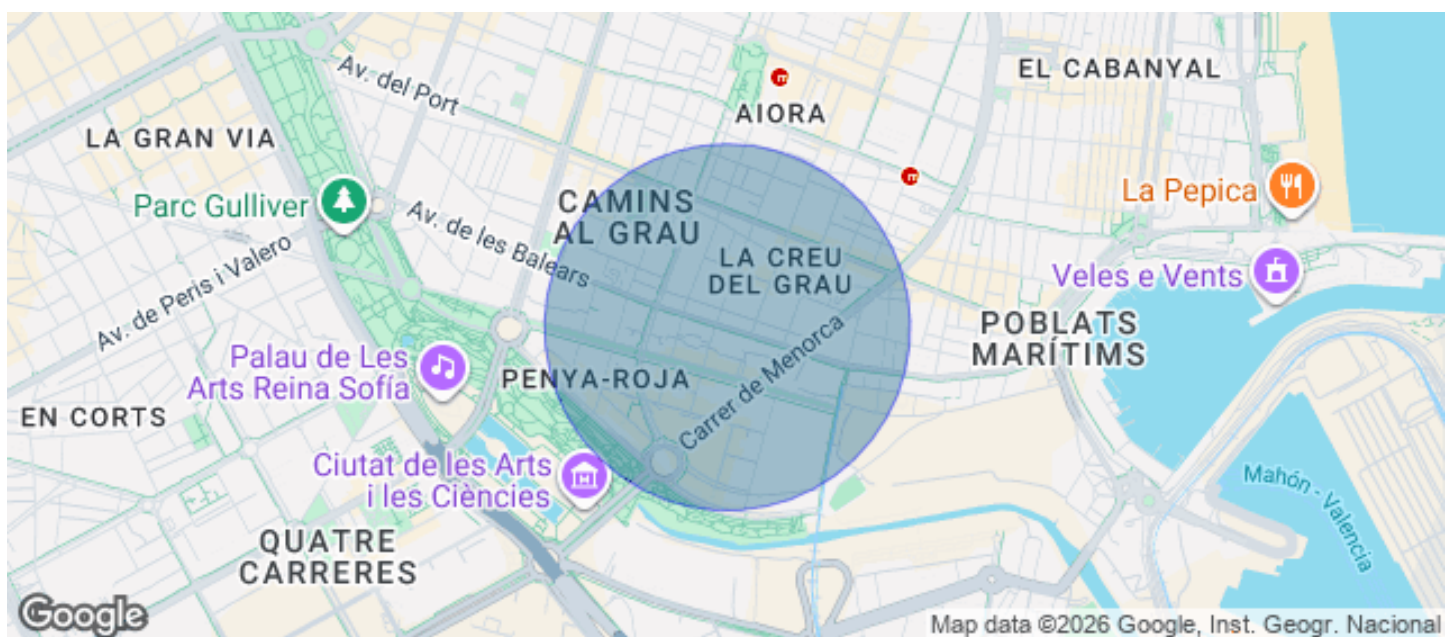 EL CABANYAL
Av. del Port
AIORA
LA GRAN VIA
Parc Gulliver
CAMINS
AL GRAU
La Pepica
Av. de les Balears
Av. de Peris i Valero
LA CREU
DEL GRAU
Veles e Vents
POBLATS
MARÍTIMS
Palau de Les
Arts Reina Sofía
PENYA-ROJA
Carrer de Menorca
EN CORTS
Ciutat de les Arts
i les Ciències
Mahón - Valencia
QUATRE
CARRERES
Google
Map data ©2026 Google, Inst. Geogr. Nacional